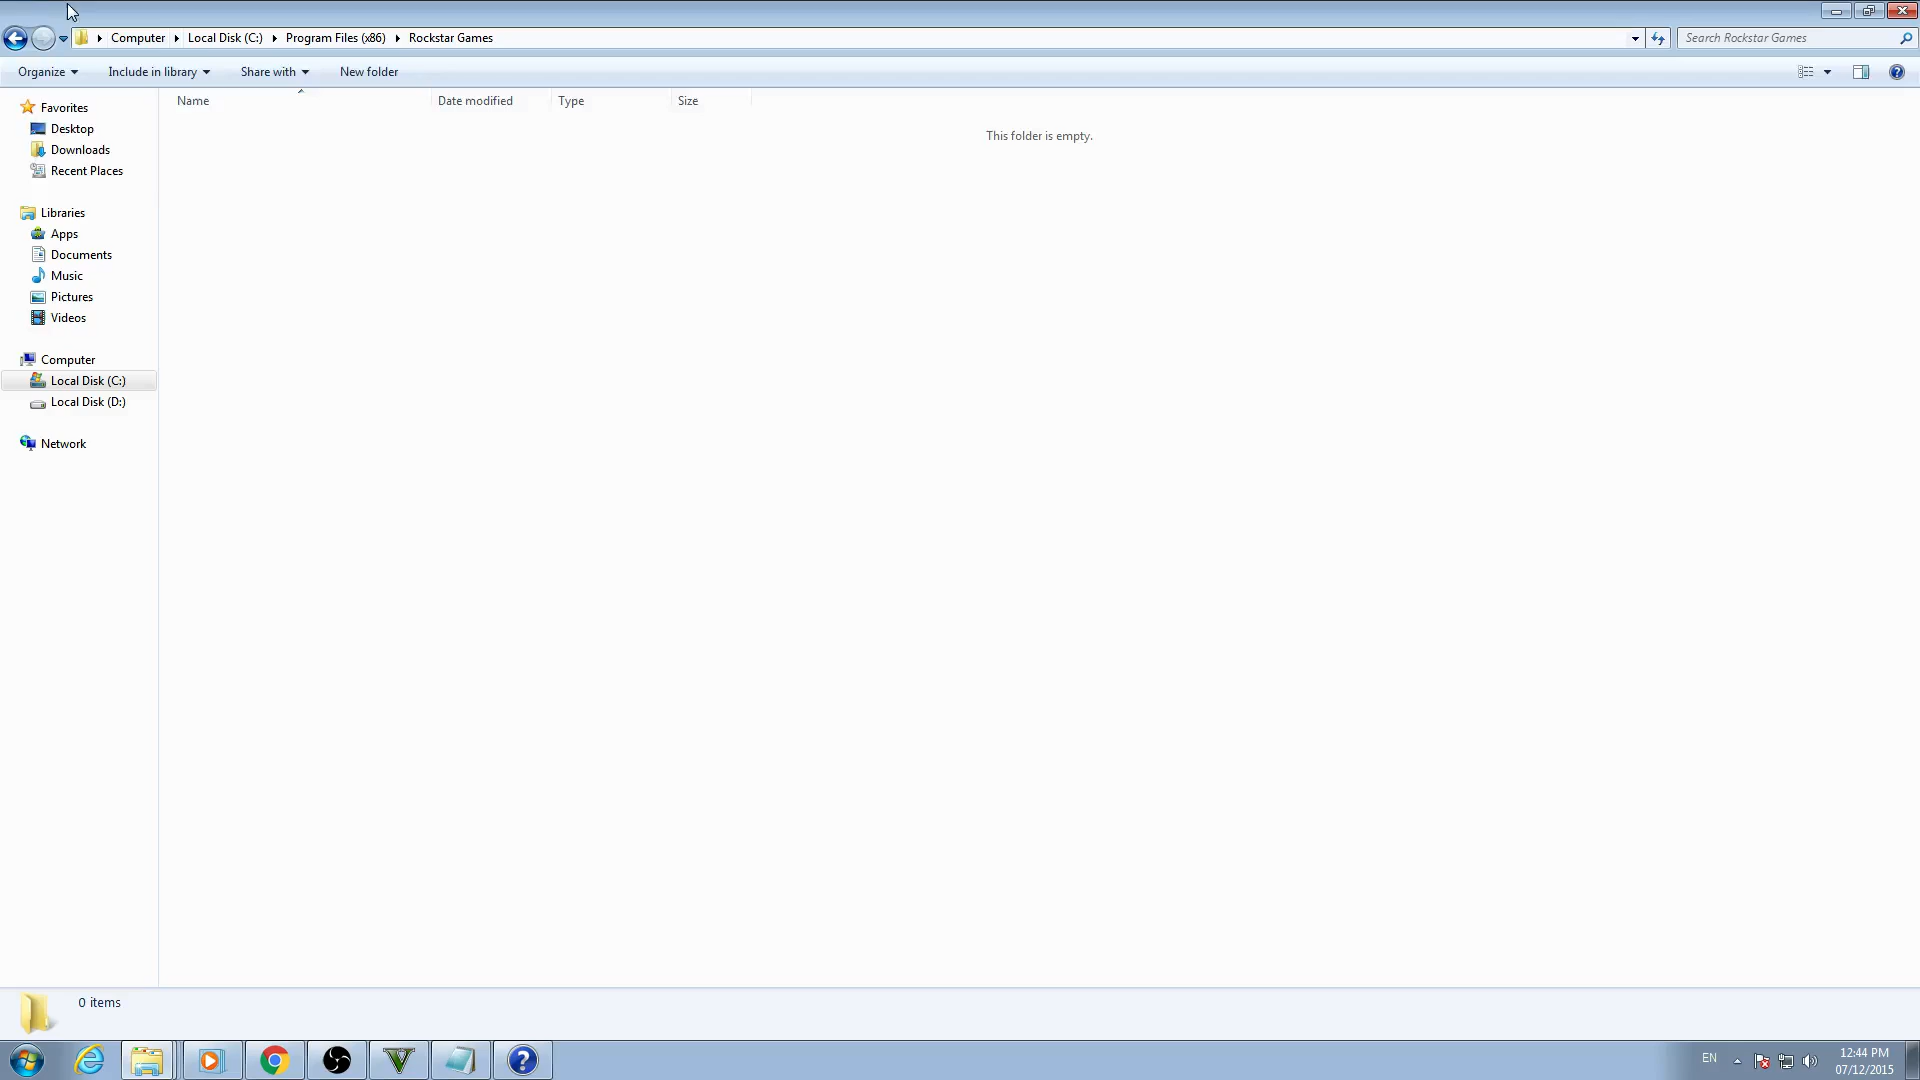 Computer Local Disk (C:) Program Files (x86) Rockstar Games Search Rockstar Games
Organize Include in library Share with New folder
Name Date modified Type Size
This folder is empty.
Favorites
Desktop
Downloads
Recent Places
Libraries
Apps
Documents
Music
Pictures
Videos
Computer
Local Disk (C:)
Local Disk (D:)
Network
0 items
EN 12:44 PM
07/12/2015